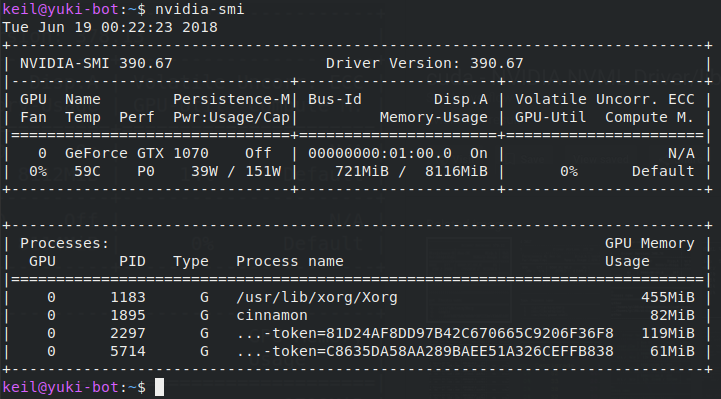 keil@yuki-bot:~$ nvidia-smi
Tue Jun 19 00:22:23 2018
+-----------------------------------------------------------------------------+
| NVIDIA-SMI 390.67                 Driver Version: 390.67                    |
|-------------------------------+----------------------+----------------------+
| GPU  Name        Persistence-M| Bus-Id        Disp.A | Volatile Uncorr. ECC |
| Fan  Temp  Perf  Pwr:Usage/Cap|         Memory-Usage | GPU-Util  Compute M. |
|===============================+======================+======================|
|   0  GeForce GTX 1070    Off  | 00000000:01:00.0  On |                  N/A |
|  0%   59C    P0    39W / 151W |    721MiB /  8116MiB |      0%      Default |
+-------------------------------+----------------------+----------------------+

+-----------------------------------------------------------------------------+
| Processes:                                                       GPU Memory |
|  GPU       PID   Type   Process name                             Usage      |
|=============================================================================|
|    0      1183      G   /usr/lib/xorg/Xorg                           455MiB |
|    0      1895      G   cinnamon                                      82MiB |
|    0      2297      G   ...-token=81D24AF8DD97B42C670665C9206F36F8   119MiB |
|    0      5714      G   ...-token=C8635DA58AA289BAEE51A326CEFFB838    61MiB |
+-----------------------------------------------------------------------------+
keil@yuki-bot:~$